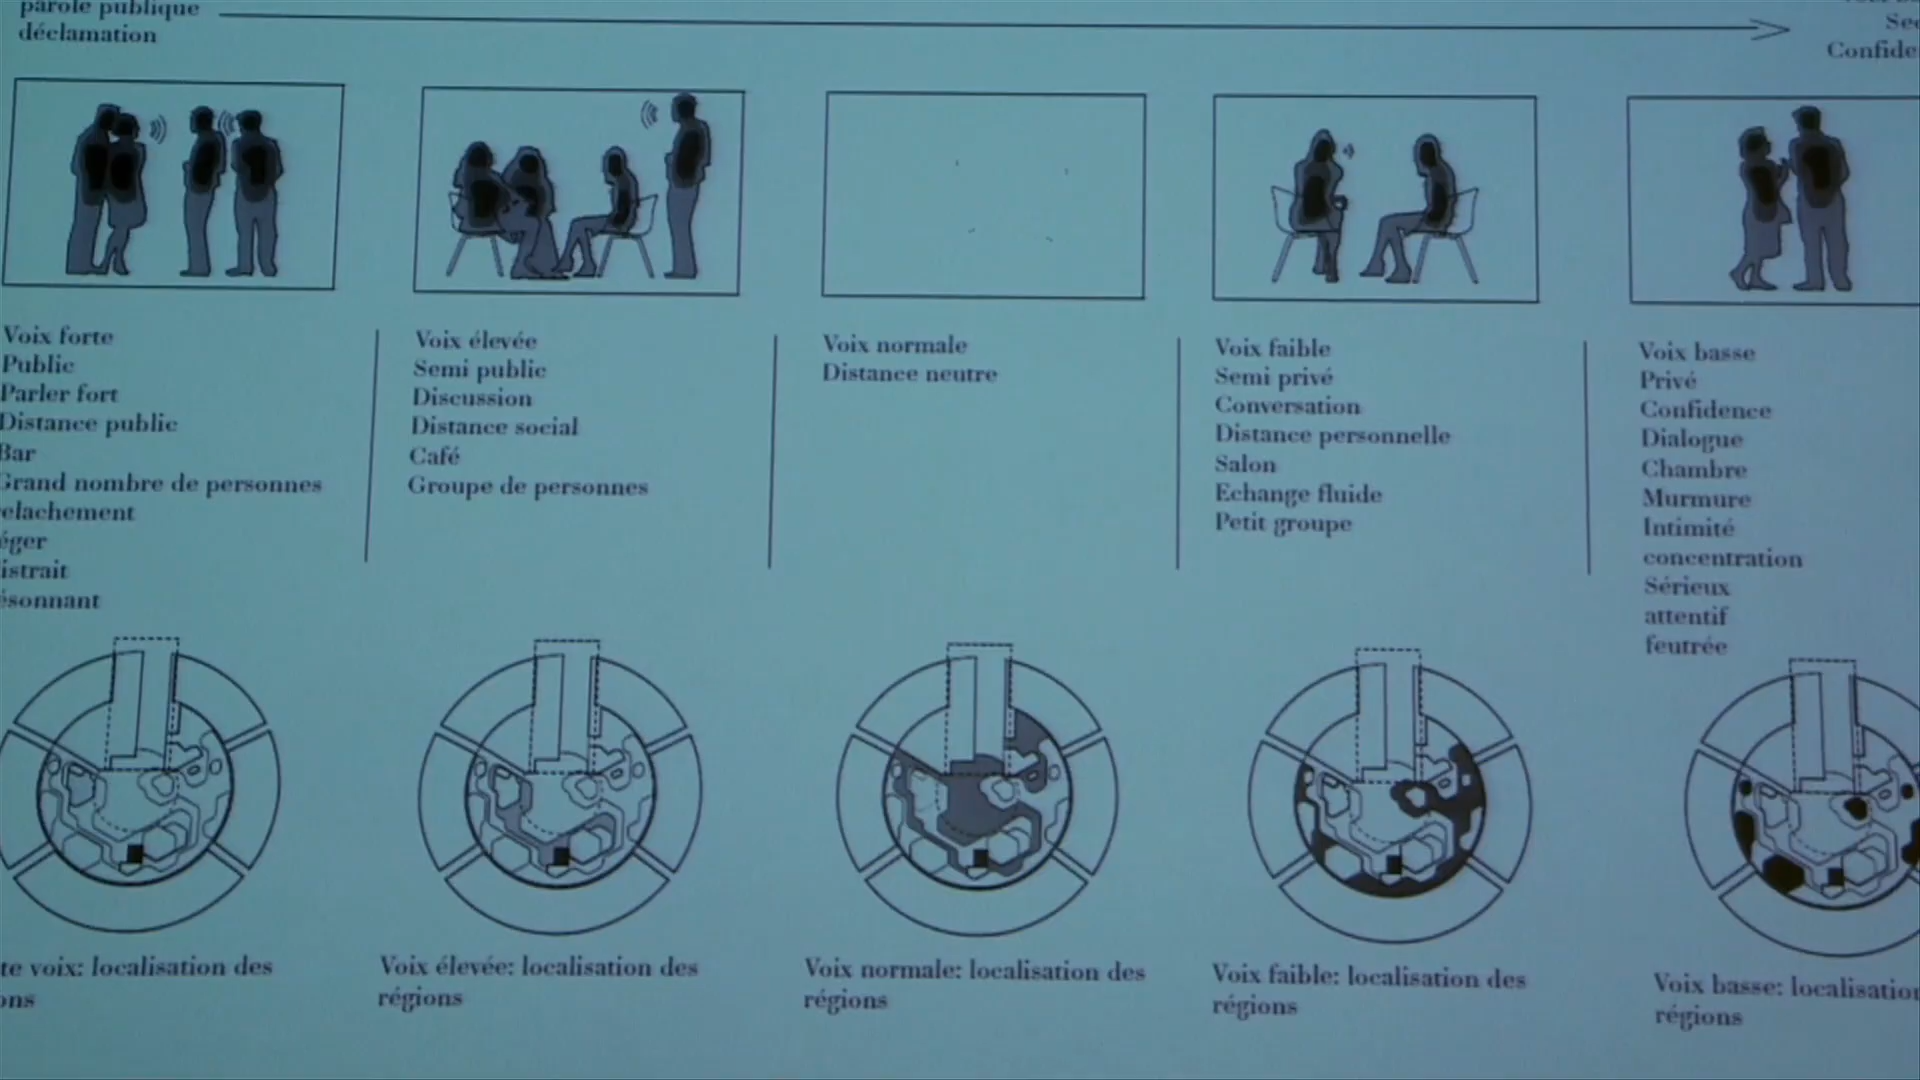 parole publique
déclamation
Confide
Voix forte
Public
Parler fort
Distance public
Bar
Grand nombre de personnes
relachement
éger
istrait
ésonnant
Voix élevée
Semi public
Discussion
Distance social
Café
Groupe de personnes
Voix normale
Distance neutre
Voix faible
Semi privé
Conversation
Distance personnelle
Salon
Echange fluide
Petit groupe
Voix basse
Privé
Confidence
Dialogue
Chambre
Murmure
Intimité
concentration
Sérieux
attentif
feutrée
te voix: localisation des
ons
Voix élevée: localisation des
régions
Voix normale: localisation des
régions
Voix faible: localisation des
régions
Voix basse: localisation
régions